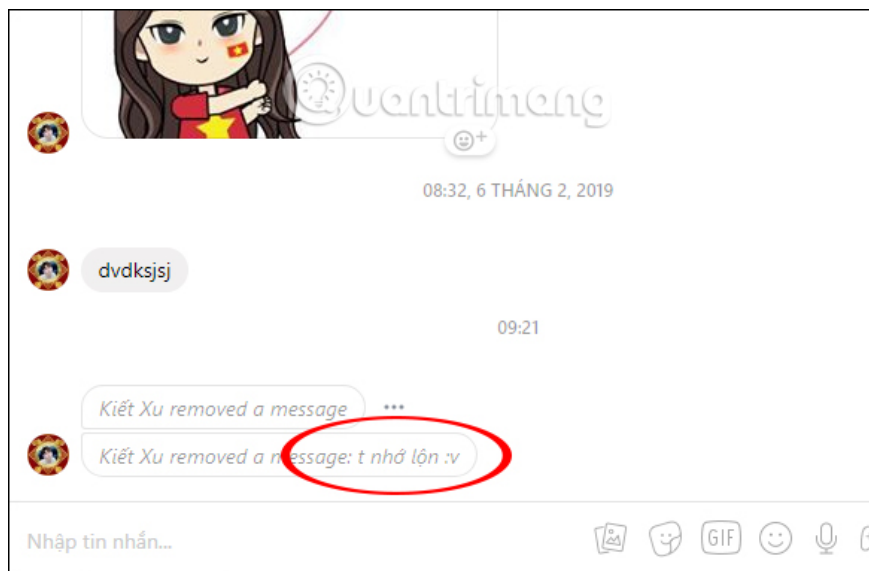 Quantrimang
08:32, 6 THÁNG 2, 2019
dvdksjsj
09:21
Kiết Xu removed a message
Kiết Xu removed a message: t nhớ lộn :v
Nhập tin nhắn...
GIF